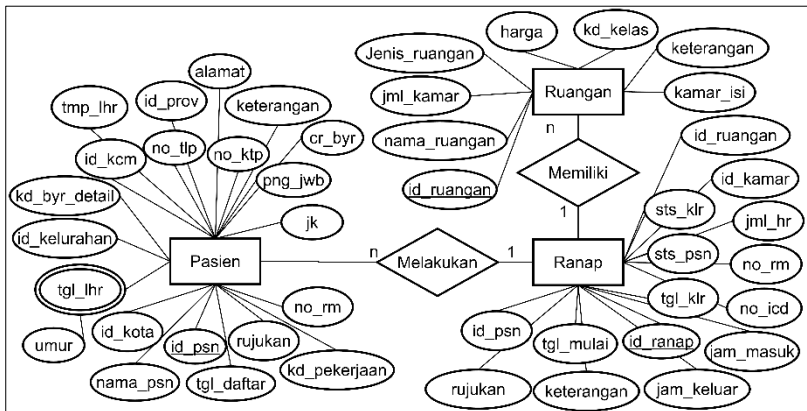 harga
kd_kelas
Jenis_ruangan
keterangan
alamat
id_prov
tmp_lhr
keterangan
jml_kamar
Ruangan
kamar_isi
no_tlp
no_ktp
cr_byr
nama_ruangan
n
id_ruangan
id_kcm
png_jwb
Memiliki
id_kamar
kd_byr_detail
id_ruangan
sts_klr
jk
1
jml_hr
id_kelurahan
Pasien
n
Melakukan
1
Ranap
sts_psn
no_rm
tgl_lhr
no_rm
tgl_klr
no_icd
id_kota
id_psn
rujukan
id_psn
tgl_mulai
id_ranap
umur
jam_masuk
nama_psn
tgl_daftar
kd_pekerjaan
rujukan
keterangan
jam_keluar